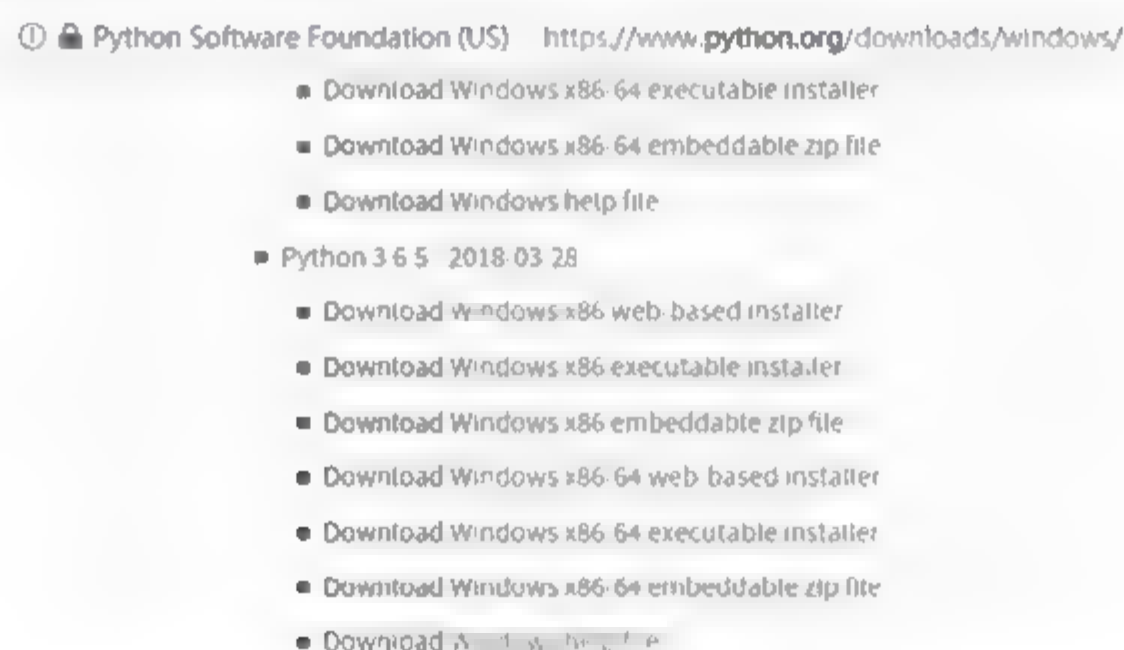 Python Software Foundation (US) https://www.python.org/downloads/windows/
Download Windows x86-64 executable installer
Download Windows x86-64 embeddable zip file
Download Windows help file
Python 3.6.5 - 2018-03-28
Download Windows x86 web-based installer
Download Windows x86 executable installer
Download Windows x86 embeddable zip file
Download Windows x86-64 web-based installer
Download Windows x86-64 executable installer
Download Windows x86-64 embeddable zip file
Download